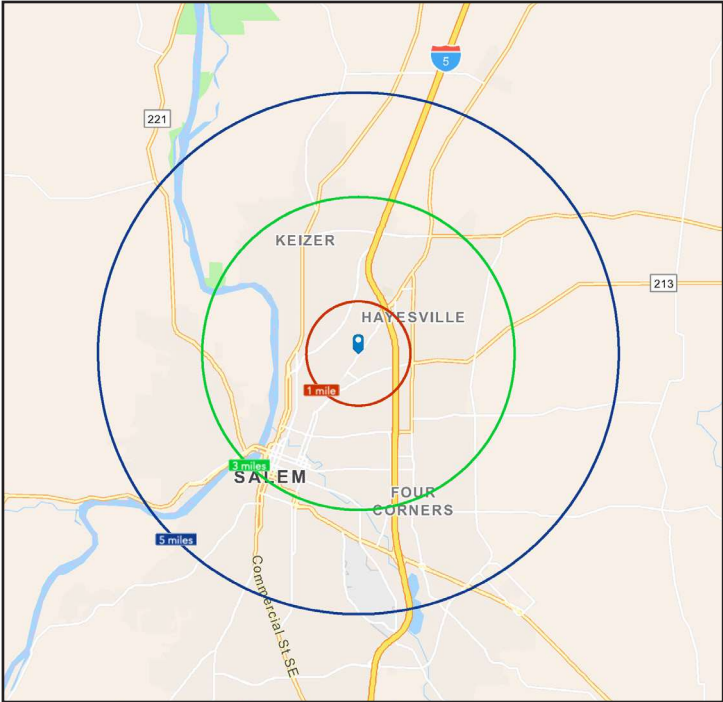 5
221
KEIZER
213
HAYESVILLE
1 mile
3 miles
SALEM
FOUR
CORNERS
5 miles
Commercial St SE